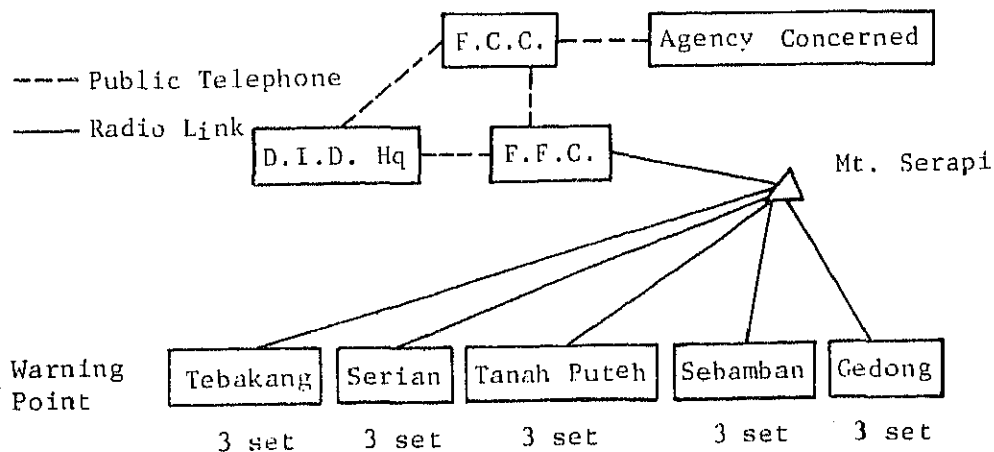 F.C.C.
Agency Concerned
Public Telephone
Radio Link
D.I.D. Hq
F.F.C.
Mt. Serapi
Warning
Point
Tebakang
Serian
Tanah Puteh
Sebamban
Gedong
3 set
3 set
3 set
3 set
3 set